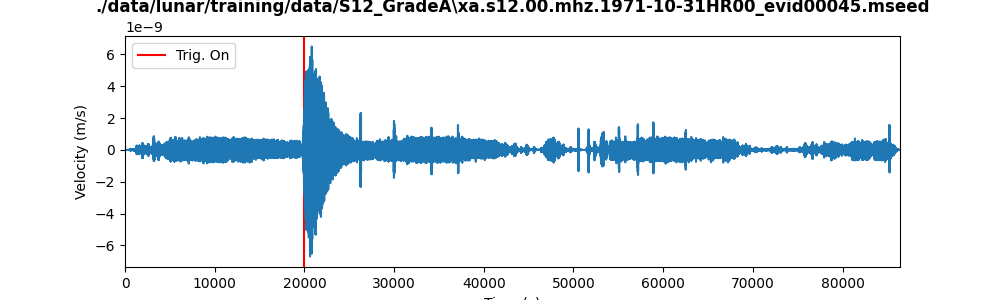 ./data/lunar/training/data/S12_GradeA\xa.s12.00.mhz.1971-10-31HR00_evid00045.mseed
1e−9
Trig. On
6
4
2
0
−2
−4
−6
Velocity (m/s)
0 10000 20000 30000 40000 50000 60000 70000 80000